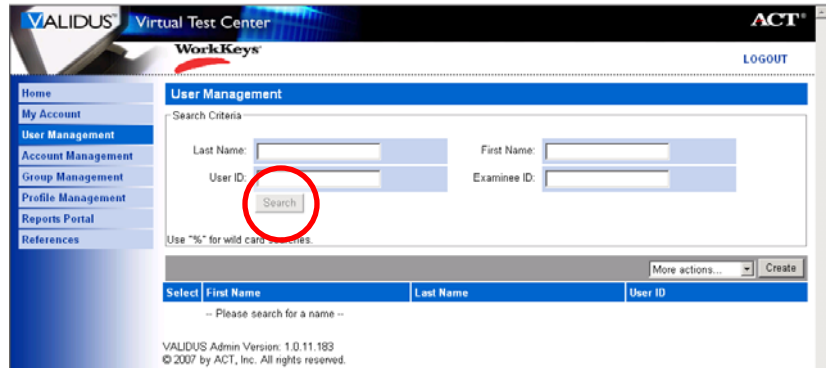 VALIDUS Virtual Test Center ACT®
WorkKeys
LOGOUT
Home
My Account
User Management
Account Management
Group Management
Profile Management
Reports Portal
References
User Management
Search Criteria
Last Name: First Name:
User ID: Examinee ID:
Search
Use "%" for wild card searches.
More actions... Create
Select First Name Last Name User ID
-- Please search for a name --
VALIDUS Admin Version: 1.0.11.183
© 2007 by ACT, Inc. All rights reserved.